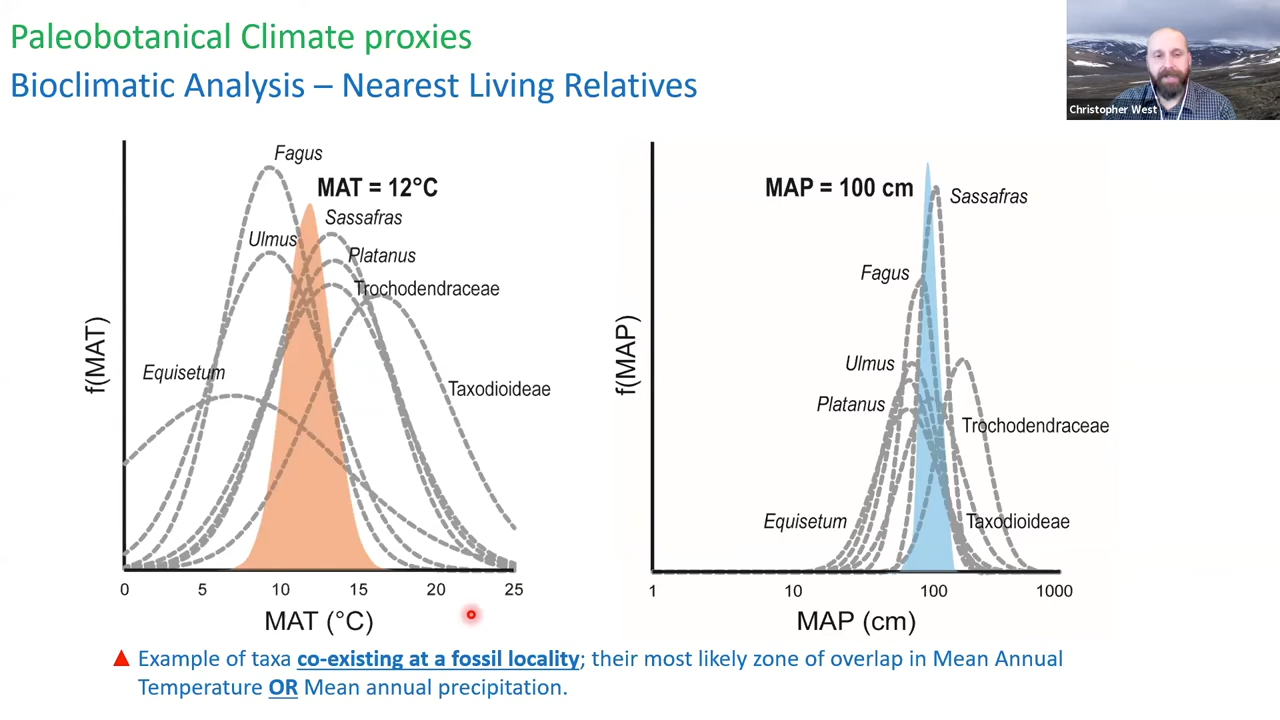 Paleobotanical Climate proxies
Bioclimatic Analysis – Nearest Living Relatives
Christopher West
Fagus
MAT = 12°C
Sassafras
Ulmus
Platanus
Trochodendraceae
Equisetum
Taxodioideae
f(MAT)
0 5 10 15 20 25
MAT (°C)
MAP = 100 cm
Sassafras
Fagus
Ulmus
Platanus
Trochodendraceae
Equisetum
Taxodioideae
f(MAP)
1 10 100 1000
MAP (cm)
Example of taxa co-existing at a fossil locality; their most likely zone of overlap in Mean Annual
Temperature OR Mean annual precipitation.